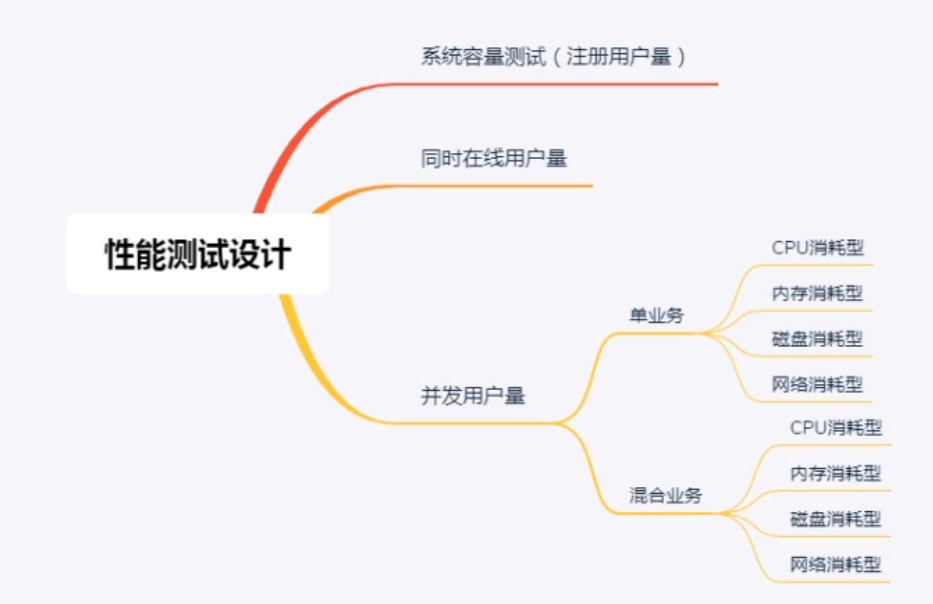 系统容量测试（注册用户量）
同时在线用户量
性能测试设计
并发用户量
单业务
CPU消耗型
内存消耗型
磁盘消耗型
网络消耗型
混合业务
CPU消耗型
内存消耗型
磁盘消耗型
网络消耗型